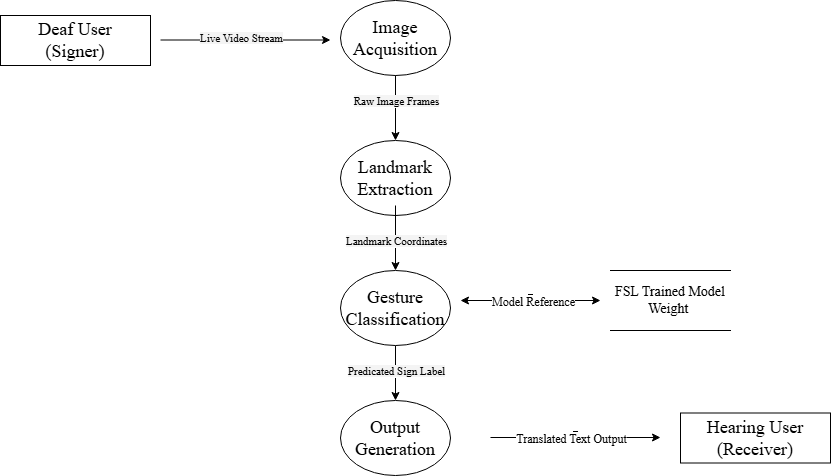 Deaf User
(Signer)
Live Video Stream
Image
Acquisition
Raw Image Frames
Landmark
Extraction
Landmark Coordinates
Gesture
Classification
Model Reference
FSL Trained Model
Weight
Predicated Sign Label
Output
Generation
Translated Text Output
Hearing User
(Receiver)